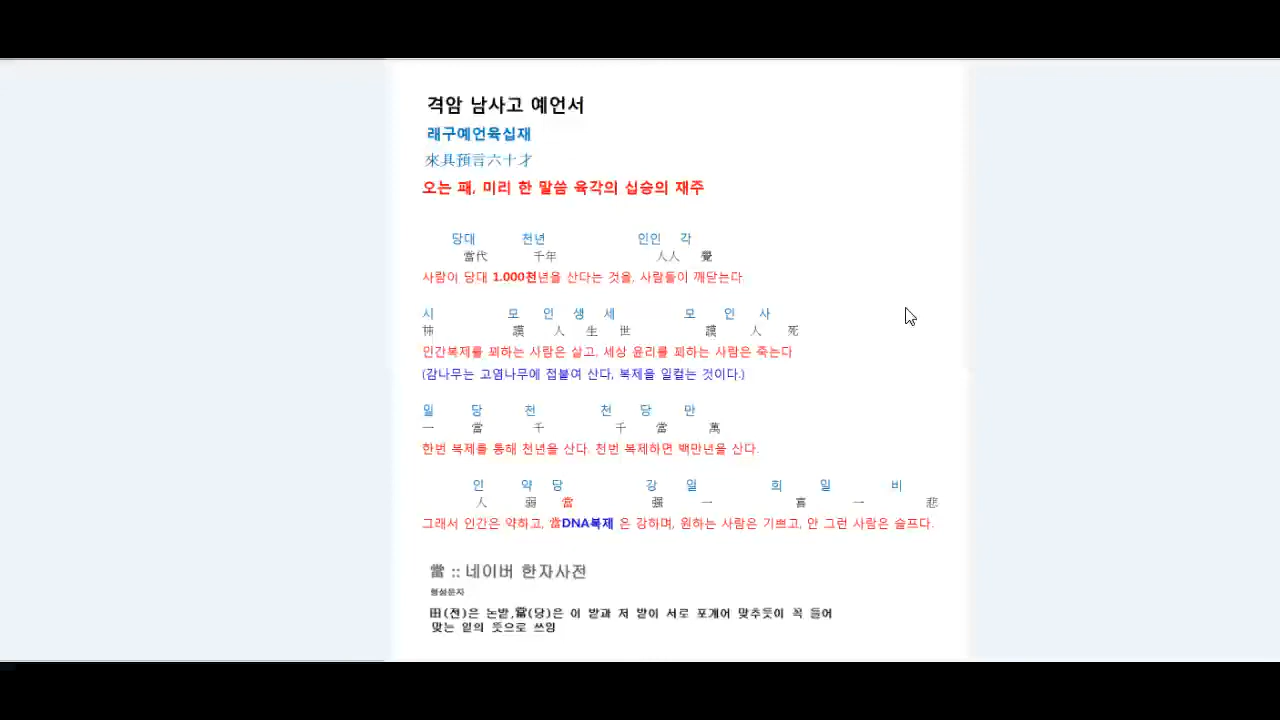 격암 남사고 예언서
래구예언육십재
來具預言六十才
오는 패, 미리 한 말씀 육각의 십승의 재주
당대 천년 인인 각
當代 千年 人人 覺
사람이 당대 1.000천년을 산다는 것을, 사람들이 깨닫는다.
시 모 인 생 세 모 인 사
枾 謨 人 生 世 謨 人 死
인간복제를 꾀하는 사람은 살고, 세상 윤리를 꾀하는 사람은 죽는다
(감나무는 고염나무에 접붙여 산다, 복제을 일컫는 것이다.)
일 당 천 천 당 만
一 當 千 千 當 萬
한번 복제를 통해 천년을 산다. 천번 복제하면 백만년을 산다.
인 약 당 강 일 희 일 비
人 弱 當 强 一 喜 一 悲
그래서 인간은 약하고, 當DNA복제 은 강하며, 원하는 사람은 기쁘고, 안 그런 사람은 슬프다.
當 :: 네이버 한자사전
형성문자
田(전)은 논밭,當(당)은 이 밭과 저 밭이 서로 포개어 맞추듯이 꼭 들어
맞는 일의 뜻으로 쓰임